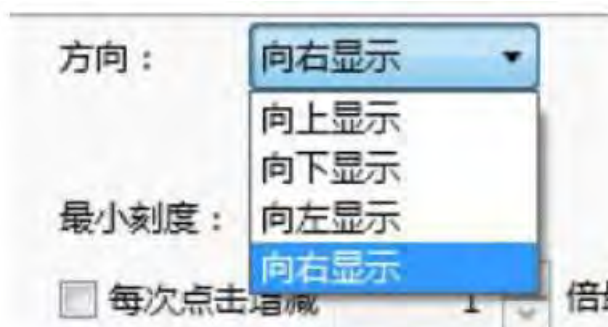 方向： 向右显示
向上显示
向下显示
最小刻度： 向左显示
向右显示
每次点击增减 1 倍